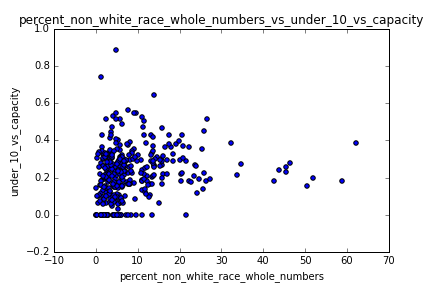 percent_non_white_race_whole_numbers_vs_under_10_vs_capacity
1.0
0.8
0.6
0.4
0.2
0.0
−0.2
under_10_vs_capacity
−10 0 10 20 30 40 50 60 70
percent_non_white_race_whole_numbers